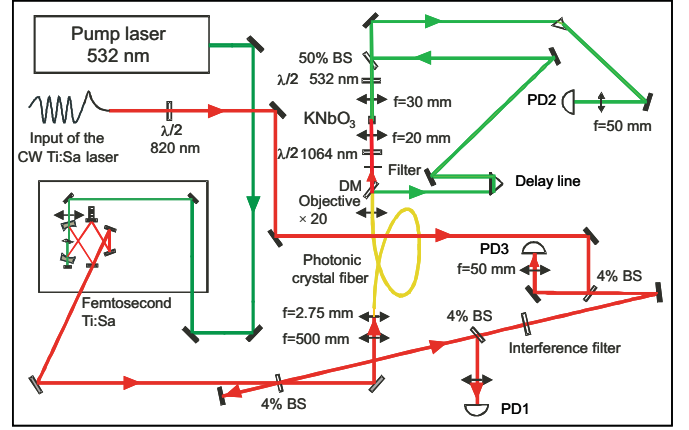 Pump laser
532 nm
50% BS
λ/2 532 nm
f=30 mm
PD2
f=50 mm
KNbO₃
Input of the
CW Ti:Sa laser
λ/2
820 nm
f=20 mm
λ/2 1064 nm
Filter
DM
Delay line
Objective
× 20
Photonic
crystal fiber
PD3
f=50 mm
4% BS
Femtosecond
Ti:Sa
f=2.75 mm
f=500 mm
4% BS
Interference filter
4% BS
PD1